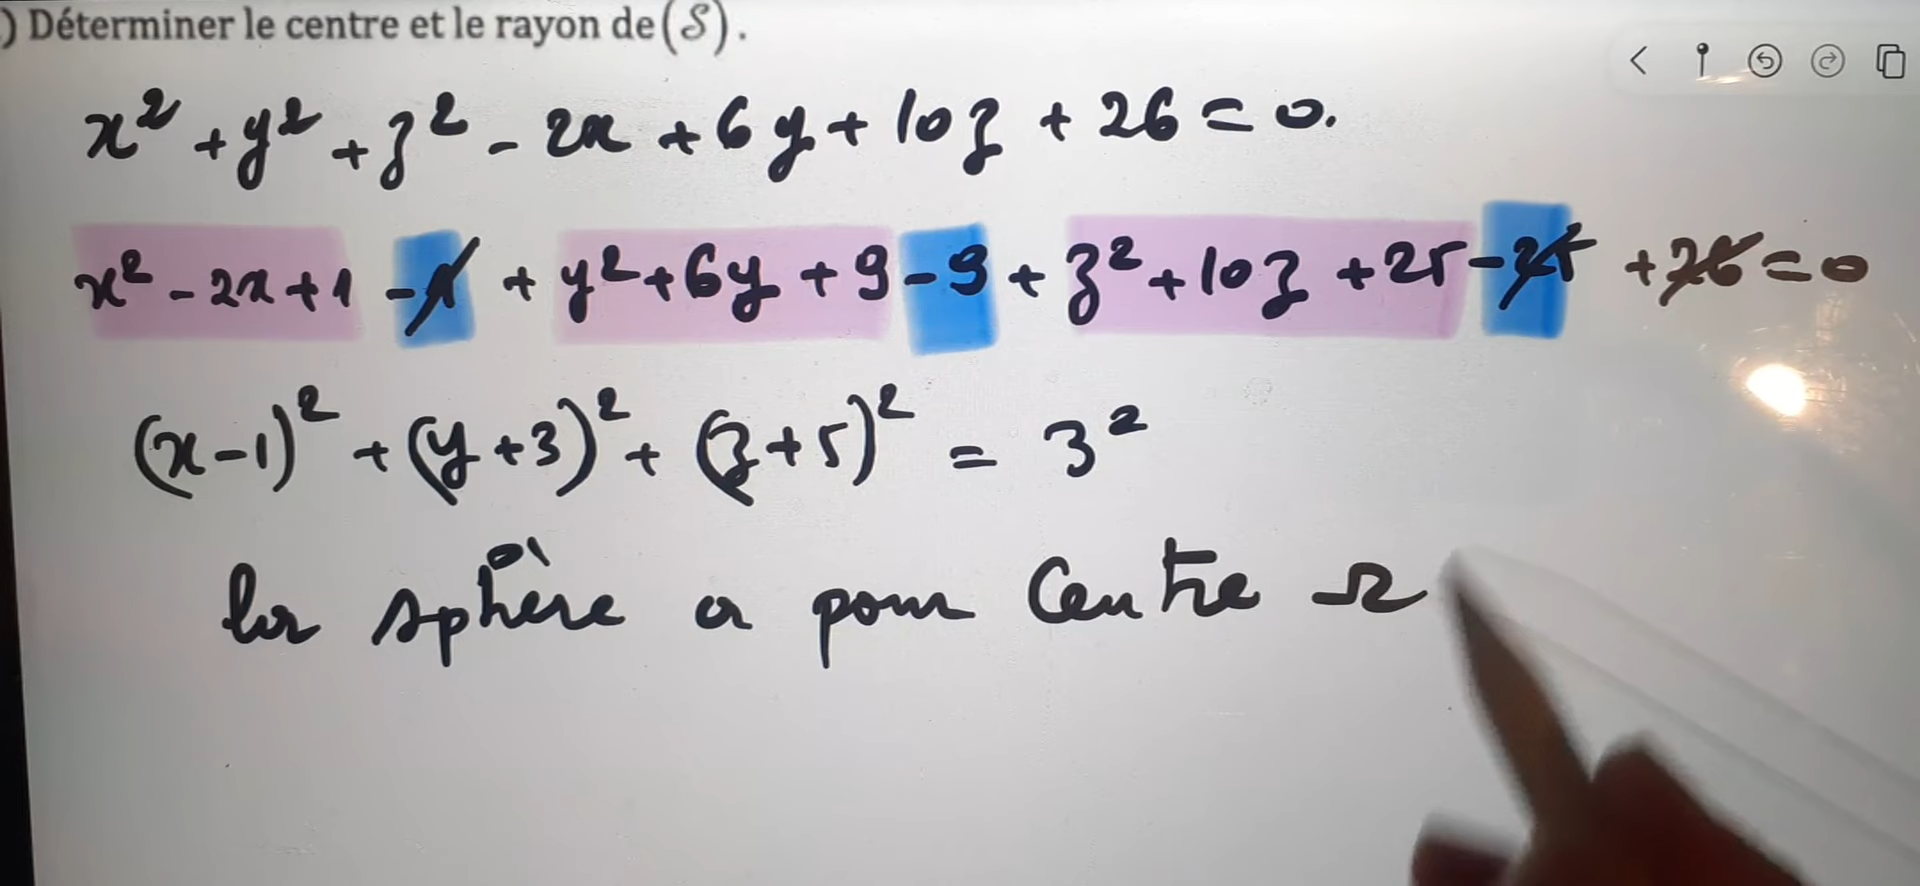 ) Déterminer le centre et le rayon de (S).
x² + y² + z² - 2x + 6y + 10z + 26 = 0.
x² - 2x + 1 - 1 + y² + 6y + 9 - 9 + z² + 10z + 25 - 25 + 26 = 0
(x-1)² + (y+3)² + (z+5)² = 3²
la sphère a pour centre Ω